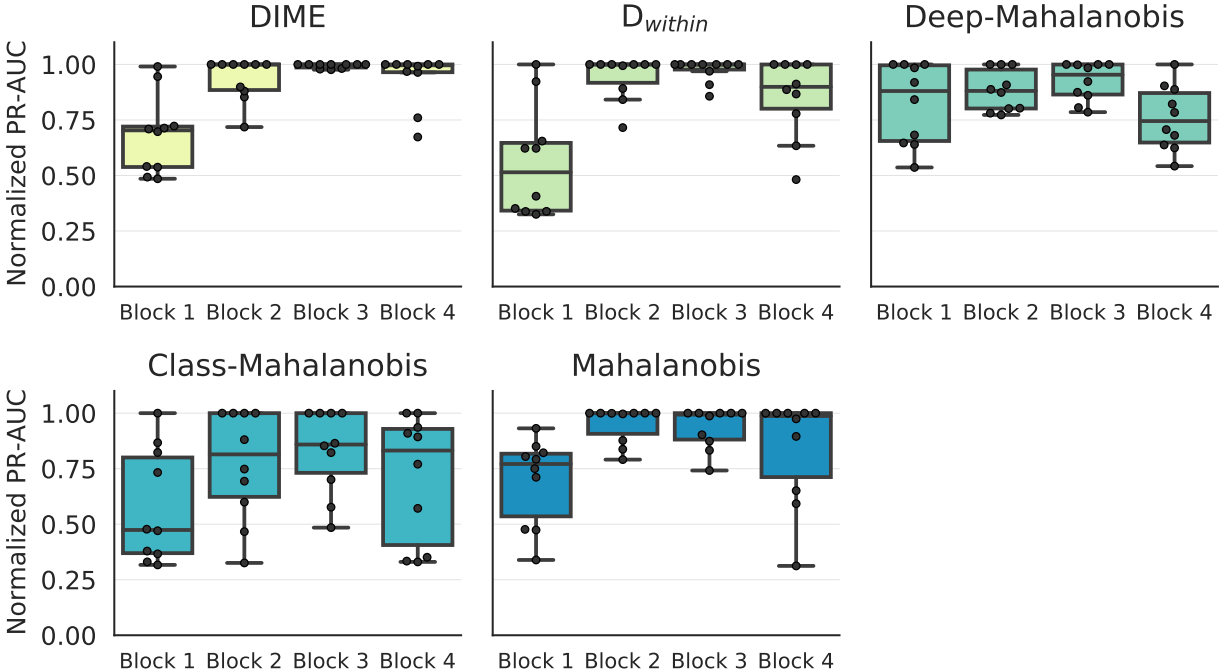 DIME
D_within
Deep-Mahalanobis
Normalized PR-AUC
1.00
0.75
0.50
0.25
0.00
Block 1 Block 2 Block 3 Block 4
Block 1 Block 2 Block 3 Block 4
Block 1 Block 2 Block 3 Block 4
Class-Mahalanobis
Mahalanobis
Normalized PR-AUC
1.00
0.75
0.50
0.25
0.00
Block 1 Block 2 Block 3 Block 4
Block 1 Block 2 Block 3 Block 4